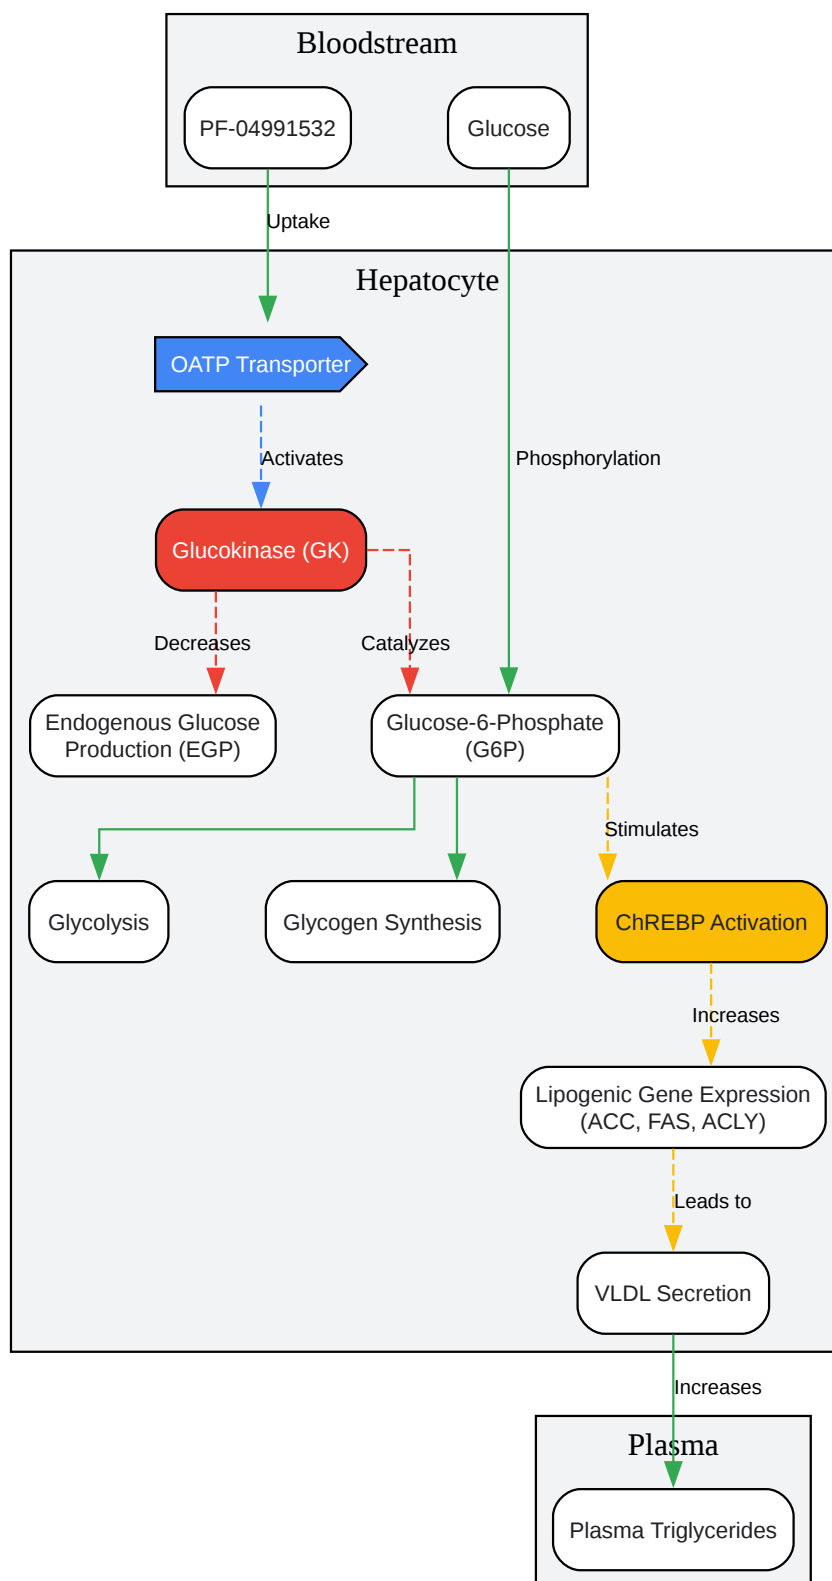 Bloodstream
PF-04991532
Glucose
Uptake
Hepatocyte
OATP Transporter
Activates
Phosphorylation
Glucokinase (GK)
Decreases
Catalyzes
Endogenous Glucose
Production (EGP)
Glucose-6-Phosphate
(G6P)
Stimulates
Glycolysis
Glycogen Synthesis
ChREBP Activation
Increases
Lipogenic Gene Expression
(ACC, FAS, ACLY)
Leads to
VLDL Secretion
Increases
Plasma
Plasma Triglycerides